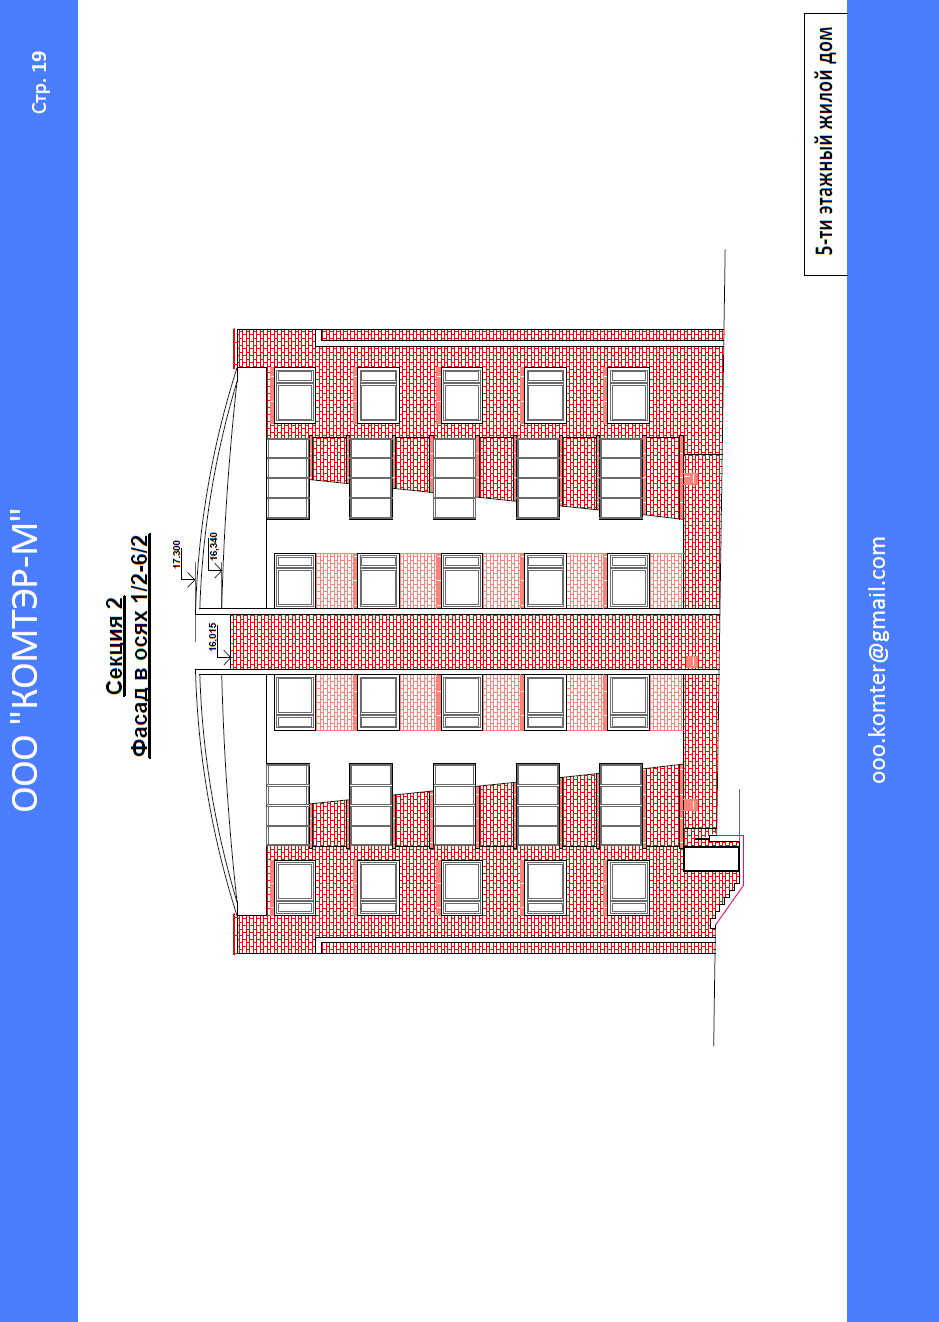 ООО "КОМТЭР-М"
Стр. 19
Секция 2
Фасад в осях 1/2-6/2
17.300
16,340
16.015
5-ти этажный жилой дом
ooo.komter@gmail.com